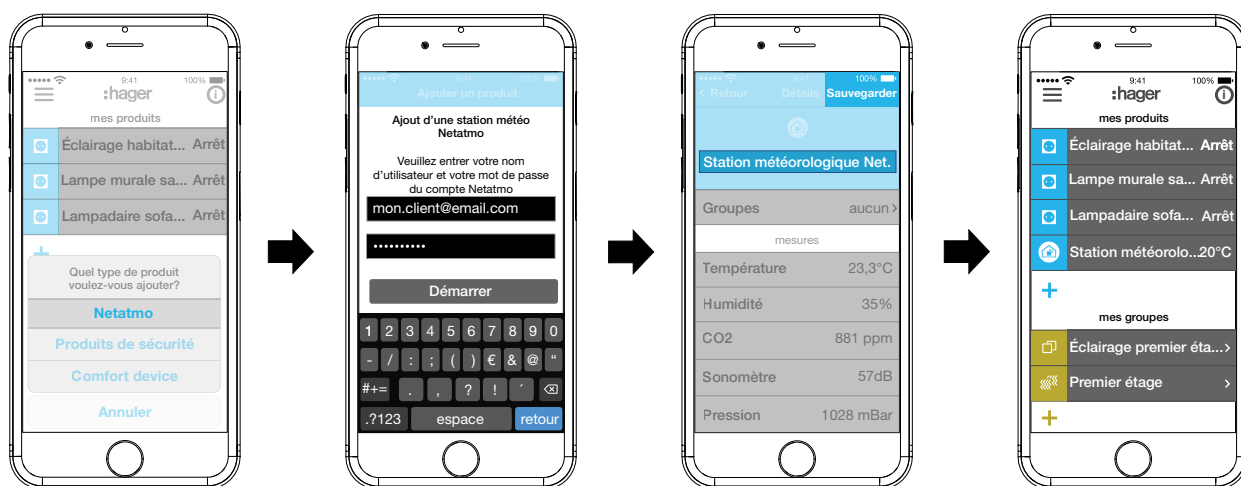 9:41
100%
:hager
mes produits
Éclairage habitat... Arrêt
Lampe murale sa... Arrêt
Lampadaire sofa... Arrêt
+
Quel type de produit
voulez-vous ajouter?
Netatmo
Produits de sécurité
Comfort device
Annuler
9:41
100%
Ajouter un produit
Ajout d'une station météo
Netatmo
Veuillez entrer votre nom
d'utilisateur et votre mot de passe
du compte Netatmo
mon.client@email.com
••••••••••
Démarrer
1 2 3 4 5 6 7 8 9 0
- / : ; ( ) € & @ “
#+= . , ? ! ´
.?123 espace retour
9:41
100%
< Retour Détails Sauvegarder
Station météorologique Net.
Groupes aucun >
mesures
Température 23,3°C
Humidité 35%
CO2 881 ppm
Sonomètre 57dB
Pression 1028 mBar
9:41
100%
:hager
mes produits
Éclairage habitat... Arrêt
Lampe murale sa... Arrêt
Lampadaire sofa... Arrêt
Station météorolo...20°C
+
mes groupes
Éclairage premier éta...>
Premier étage >
+